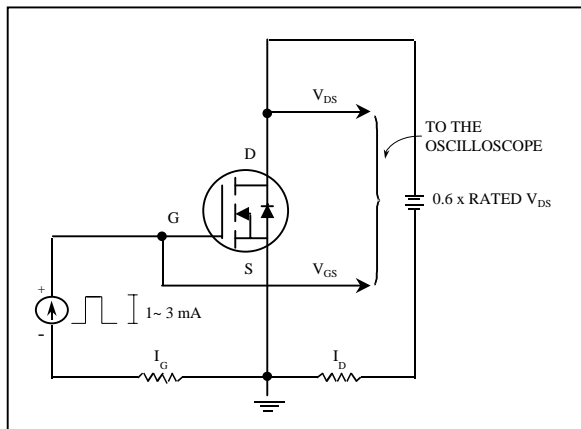 V_DS
TO THE
OSCILLOSCOPE
D
0.6 x RATED V_DS
G
S
V_GS
+
1~ 3 mA
-
I_G
I_D